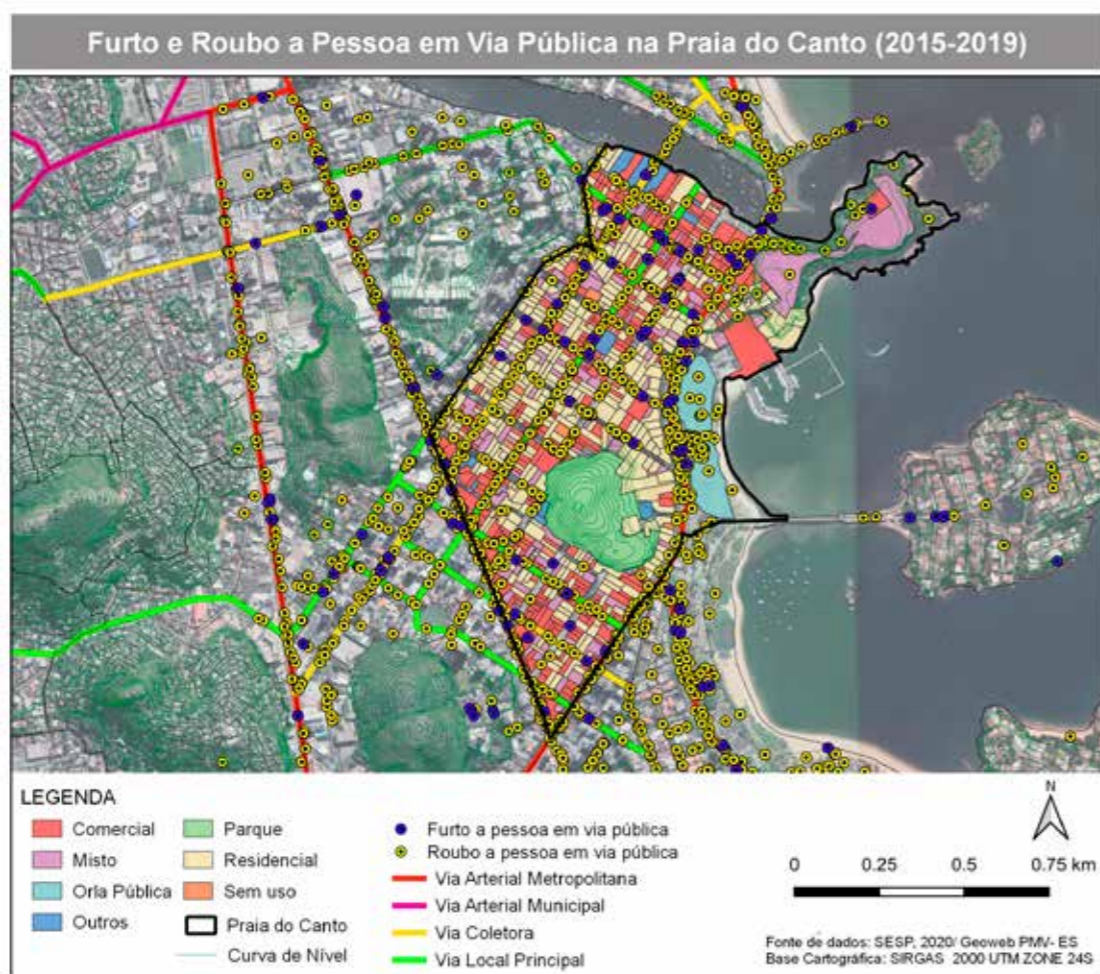 Furto e Roubo a Pessoa em Via Pública na Praia do Canto (2015-2019)
LEGENDA
Comercial
Misto
Orla Pública
Outros
Parque
Residencial
Sem uso
Praia do Canto
Curva de Nível
Furto a pessoa em via pública
Roubo a pessoa em via pública
Via Arterial Metropolitana
Via Arterial Municipal
Via Coletora
Via Local Principal
N
0 0.25 0.5 0.75 km
Fonte de dados: SESP, 2020/ Geoweb PMV- ES
Base Cartográfica: SIRGAS 2000 UTM ZONE 24S